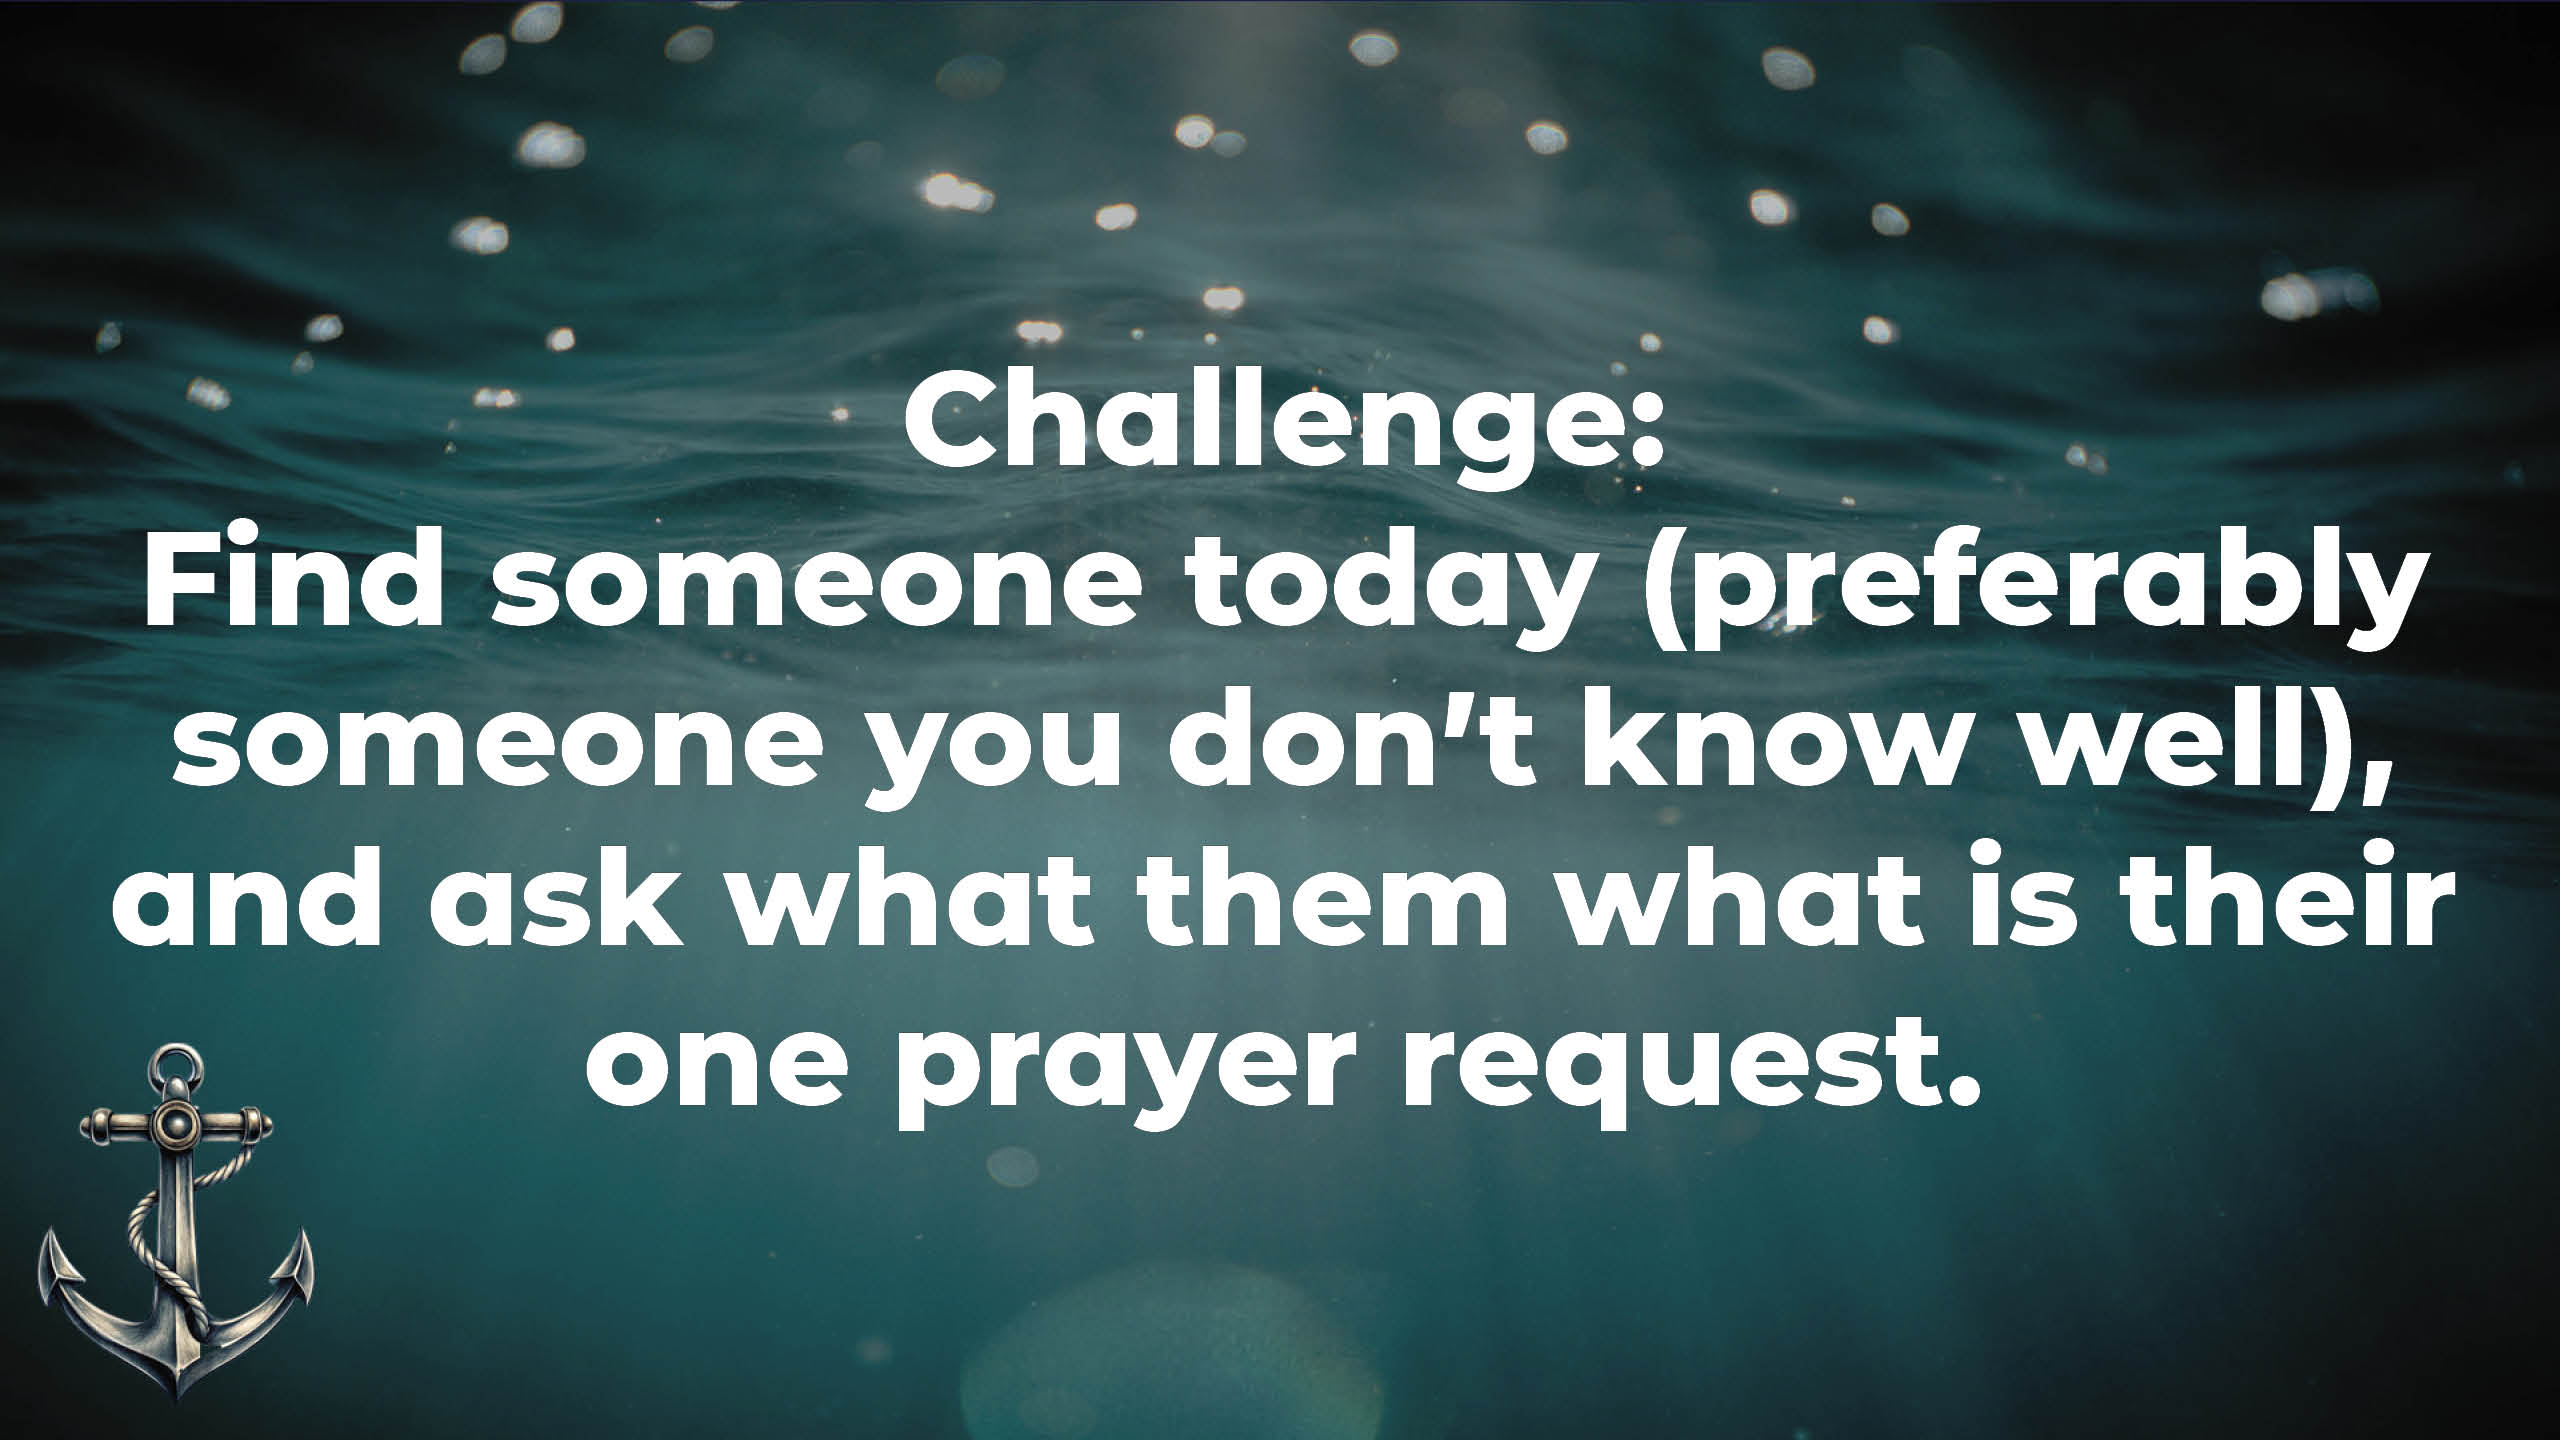 Challenge:
Find someone today (preferably
someone you don’t know well),
and ask what them what is their
one prayer request.